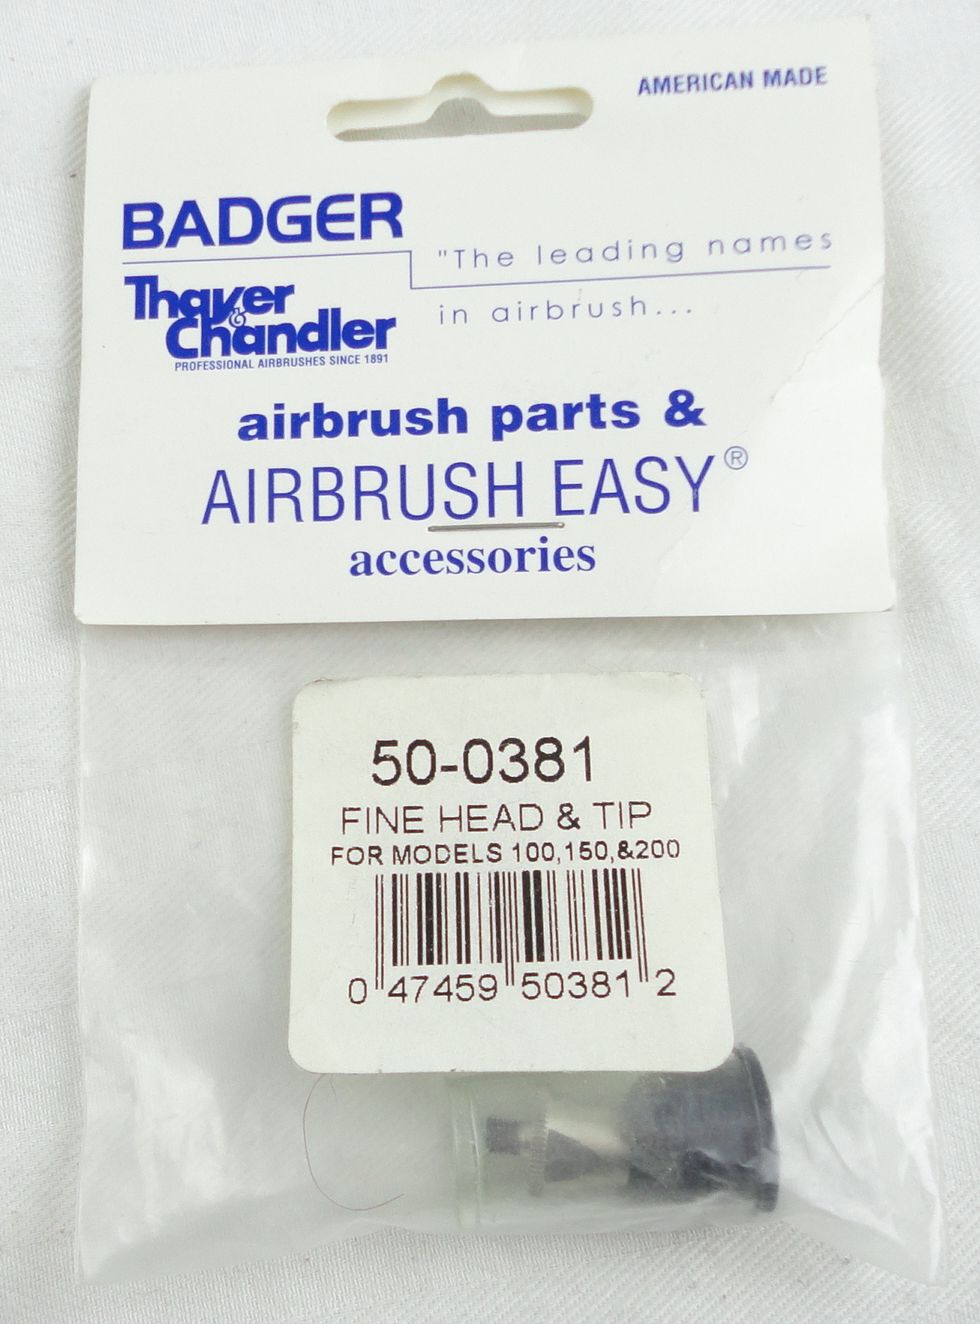 AMERICAN MADE
BADGER
"The leading names
in airbrush...
Thayer
& Chandler
PROFESSIONAL AIRBRUSHES SINCE 1891
airbrush parts &
AIRBRUSH EASY®
accessories
50-0381
FINE HEAD & TIP
FOR MODELS 100,150,&200
0 47459 50381 2